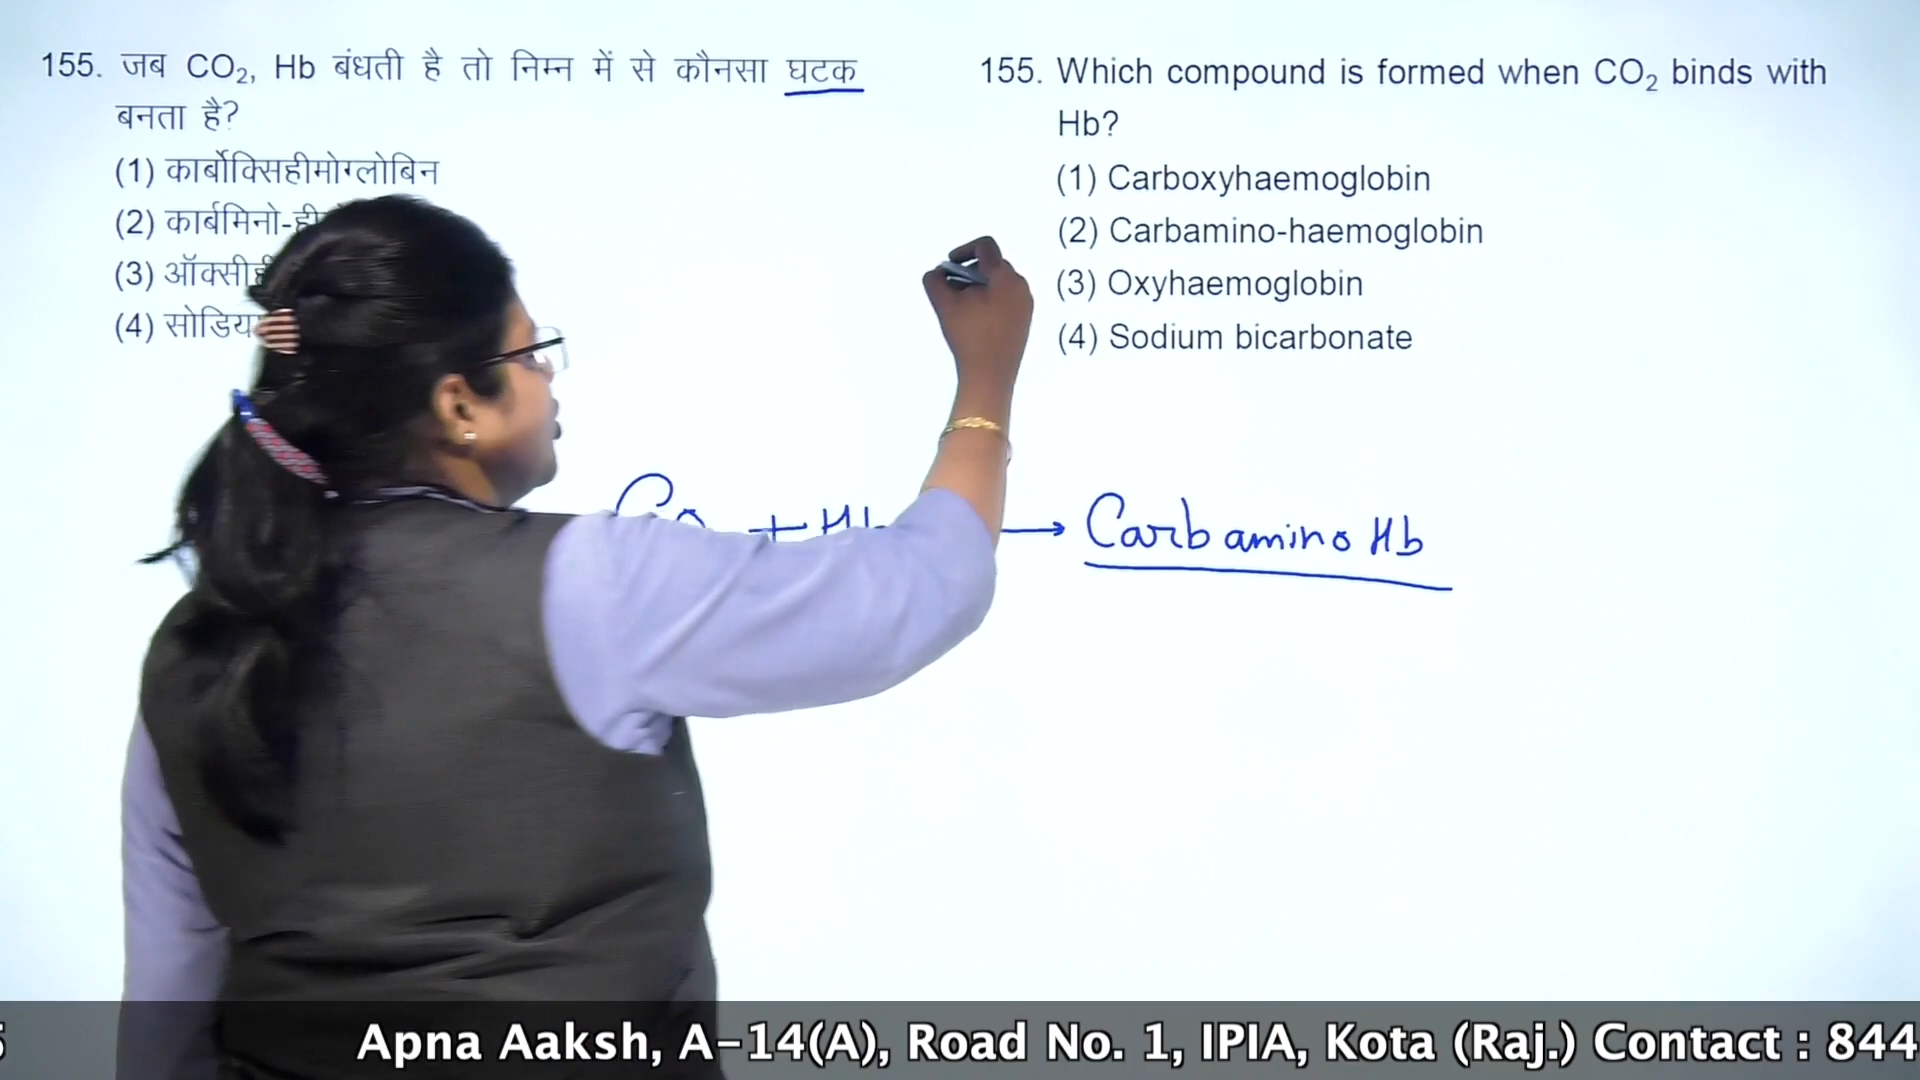 155. जब CO₂, Hb बंधती है तो निम्न में से कौनसा घटक
बनता है?
(1) कार्बोक्सिहीमोग्लोबिन
(2)
(3)
(4)
155. Which compound is formed when CO₂ binds with
Hb?
(1) Carboxyhaemoglobin
(2) Carbamino-haemoglobin
(3) Oxyhaemoglobin
(4) Sodium bicarbonate
+ Hb → Carbamino Hb
Apna Aaksh, A-14(A), Road No. 1, IPIA, Kota (Raj.) Contact : 844